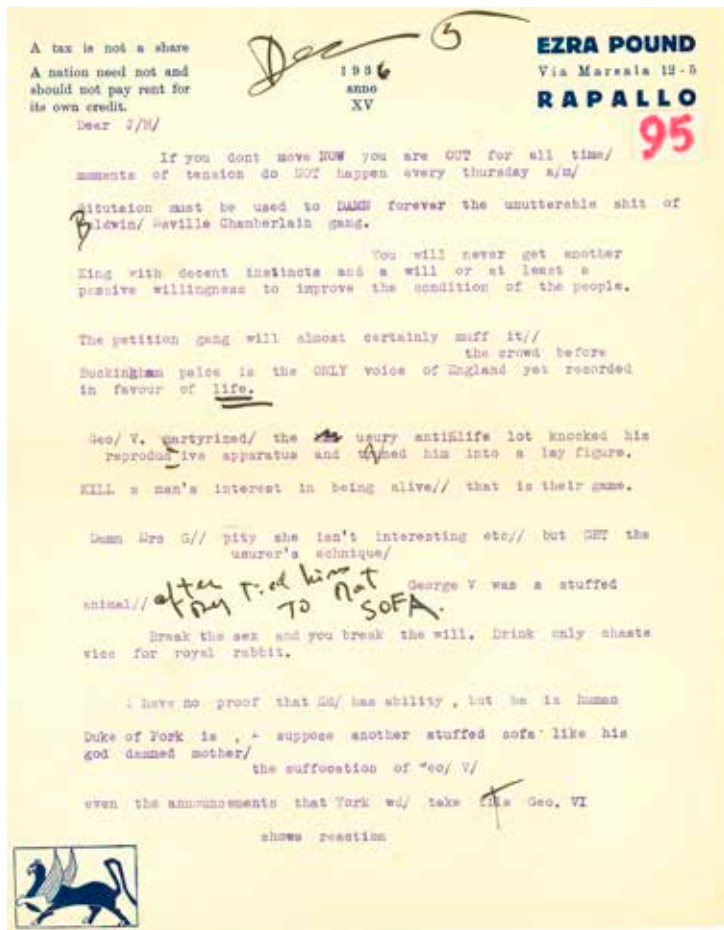 A tax is not a share
A nation need not and
should not pay rent for
its own credit.
Dec 5
1936
anno
XV
EZRA POUND
Via Marsala 12-5
RAPALLO
95
Dear J/H/
If you dont move NOW you are OUT for all time/
moments of tension do NOT happen every thursday a/m/
Situtaion must be used to DAMN forever the unutterable shit of
Baldwin/ Neville Chamberlain gang.
You will never get another
King with decent instincts and a will or at least a
passive willingness to improve the condition of the people.
The petition gang will almost certainly muff it//
the crowd before
Buckingham palce is the ONLY voice of England yet recorded
in favour of life.
Geo/ V. martyrized/ the usury antilife lot knocked his
reproductive apparatus and turned him into a lay figure.
KILL a man's interest in being alive// that is their game.
Damn Mrs G// pity she isn't interesting etc// but GET the
usurer's echnique/
George V was a stuffed
animal//
after they tied him
TO that
SOFA.
Break the sex and you break the will. Drink only chaste
vice for royal rabbit.
I have no proof that Ed/ has ability , but he is human
Duke of Pork is , suppose another stuffed sofa like his
god damned mother/
the suffocation of Geo/ V/
even the announcements that York wd/ take Geo. VI
shows reaction